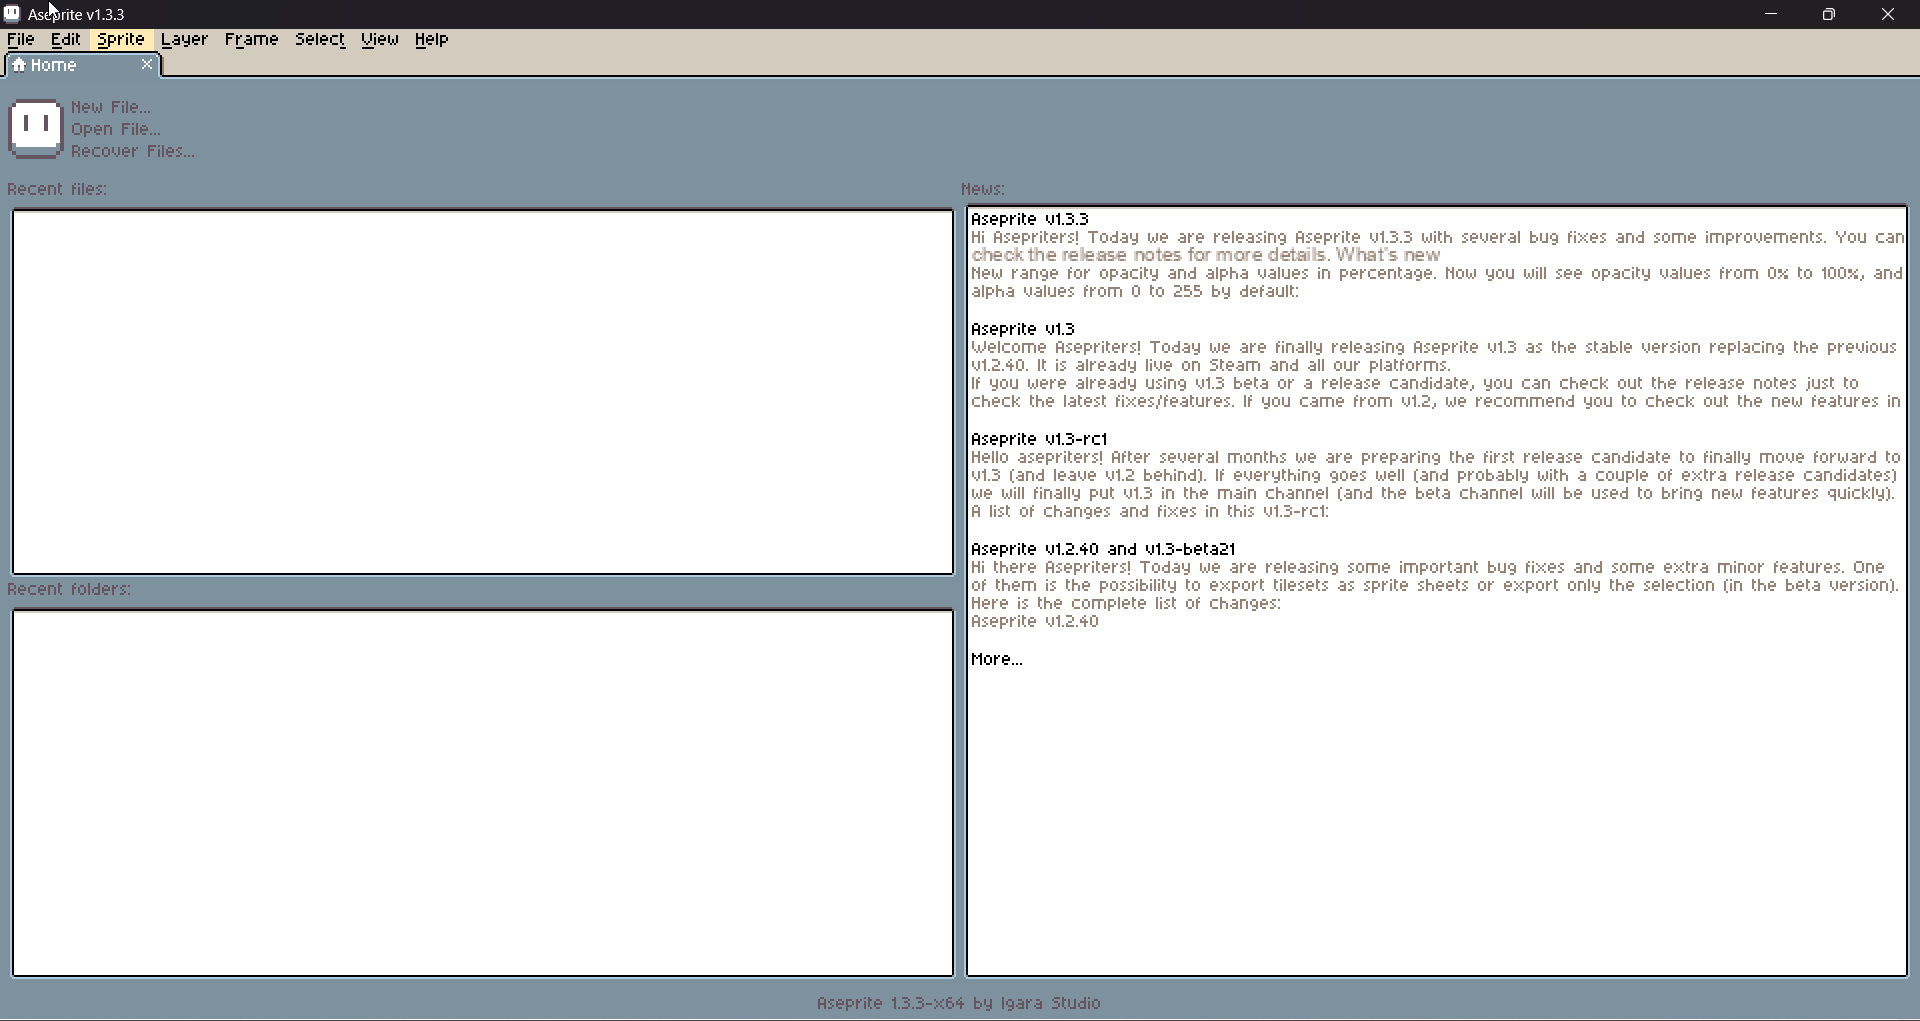 Aseprite v1.3.3
File Edit Sprite Layer Frame Select View Help
Home
New File...
Open File...
Recover Files...
Recent files:
News:
Aseprite v1.3.3
Hi Asepriters! Today we are releasing Aseprite v1.3.3 with several bug fixes and some improvements. You can
check the release notes for more details. What's new
New range for opacity and alpha values in percentage. Now you will see opacity values from 0% to 100%, and
alpha values from 0 to 255 by default:
Aseprite v1.3
Welcome Asepriters! Today we are finally releasing Aseprite v1.3 as the stable version replacing the previous
v1.2.40. It is already live on Steam and all our platforms.
If you were already using v1.3 beta or a release candidate, you can check out the release notes just to
check the latest fixes/features. If you came from v1.2, we recommend you to check out the new features in
Aseprite v1.3-rc1
Hello asepriters! After several months we are preparing the first release candidate to finally move forward to
v1.3 (and leave v1.2 behind). If everything goes well (and probably with a couple of extra release candidates)
we will finally put v1.3 in the main channel (and the beta channel will be used to bring new features quickly).
A list of changes and fixes in this v1.3-rc1:
Aseprite v1.2.40 and v1.3-beta21
Hi there Asepriters! Today we are releasing some important bug fixes and some extra minor features. One
of them is the possibility to export tilesets as sprite sheets or export only the selection (in the beta version).
Here is the complete list of changes:
Aseprite v1.2.40
More...
Recent folders:
Aseprite 1.3.3-x64 by Igara Studio